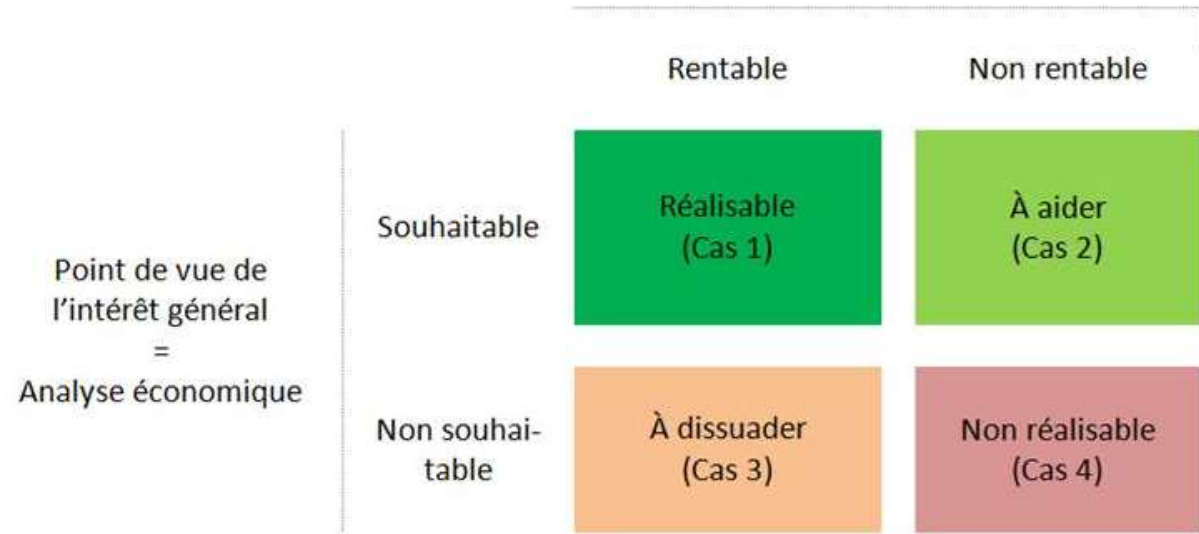 Rentable
Non rentable
Souhaitable
Réalisable
(Cas 1)
À aider
(Cas 2)
Point de vue de
l'intérêt général
=
Analyse économique
Non souhai-
table
À dissuader
(Cas 3)
Non réalisable
(Cas 4)